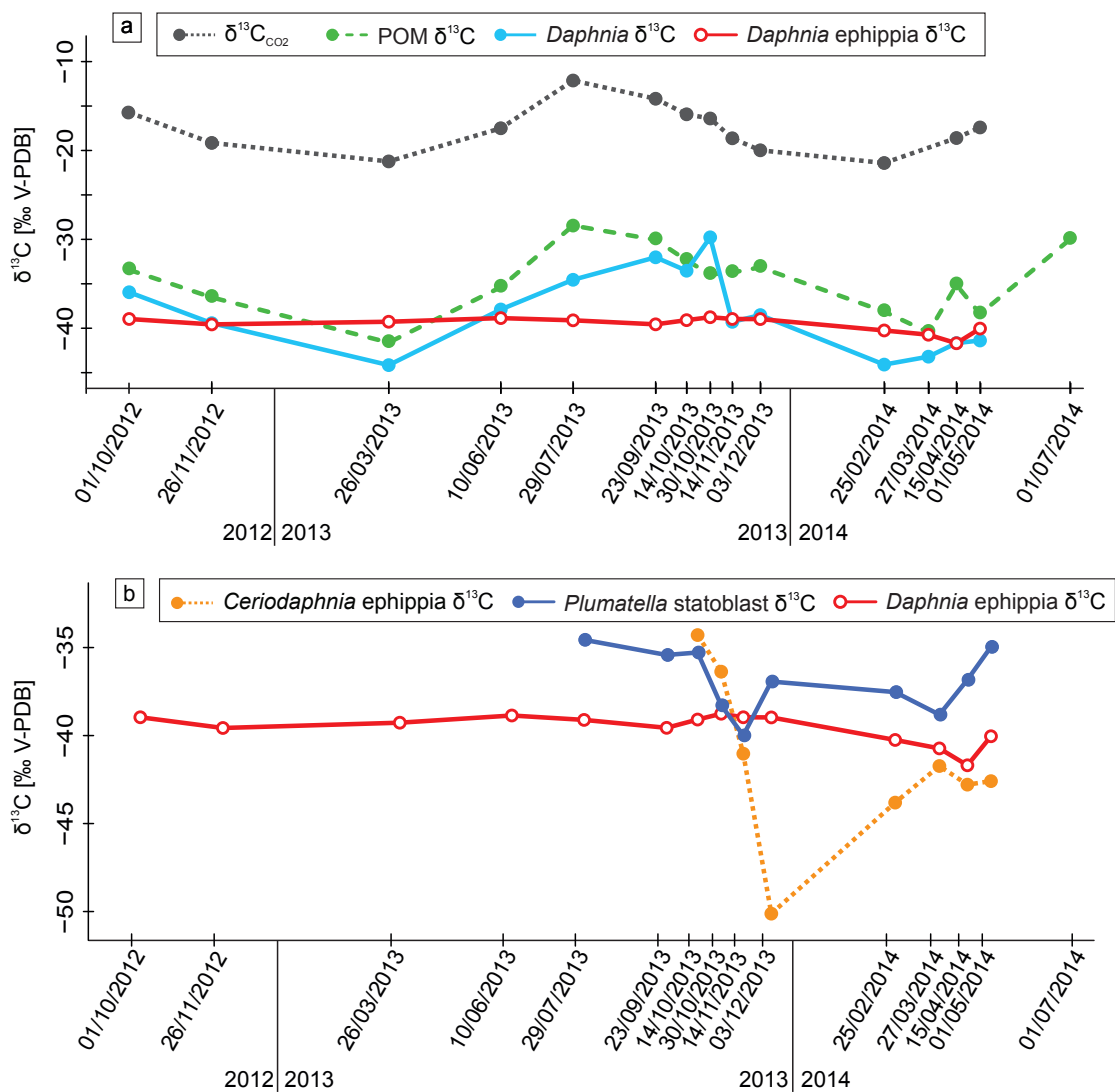 a
δ¹³C_CO2 POM δ¹³C Daphnia δ¹³C Daphnia ephippia δ¹³C
δ¹³C [‰ V-PDB]
−10
−20
−30
−40
01/10/2012 26/11/2012 26/03/2013 10/06/2013 29/07/2013 23/09/2013 14/10/2013 30/10/2013 14/11/2013 03/12/2013 25/02/2014 27/03/2014 15/04/2014 01/05/2014 01/07/2014
2012 2013 2013 2014
b
Ceriodaphnia ephippia δ¹³C Plumatella statoblast δ¹³C Daphnia ephippia δ¹³C
δ¹³C [‰ V-PDB]
−35
−40
−45
−50
01/10/2012 26/11/2012 26/03/2013 10/06/2013 29/07/2013 23/09/2013 14/10/2013 30/10/2013 14/11/2013 03/12/2013 25/02/2014 27/03/2014 15/04/2014 01/05/2014 01/07/2014
2012 2013 2013 2014